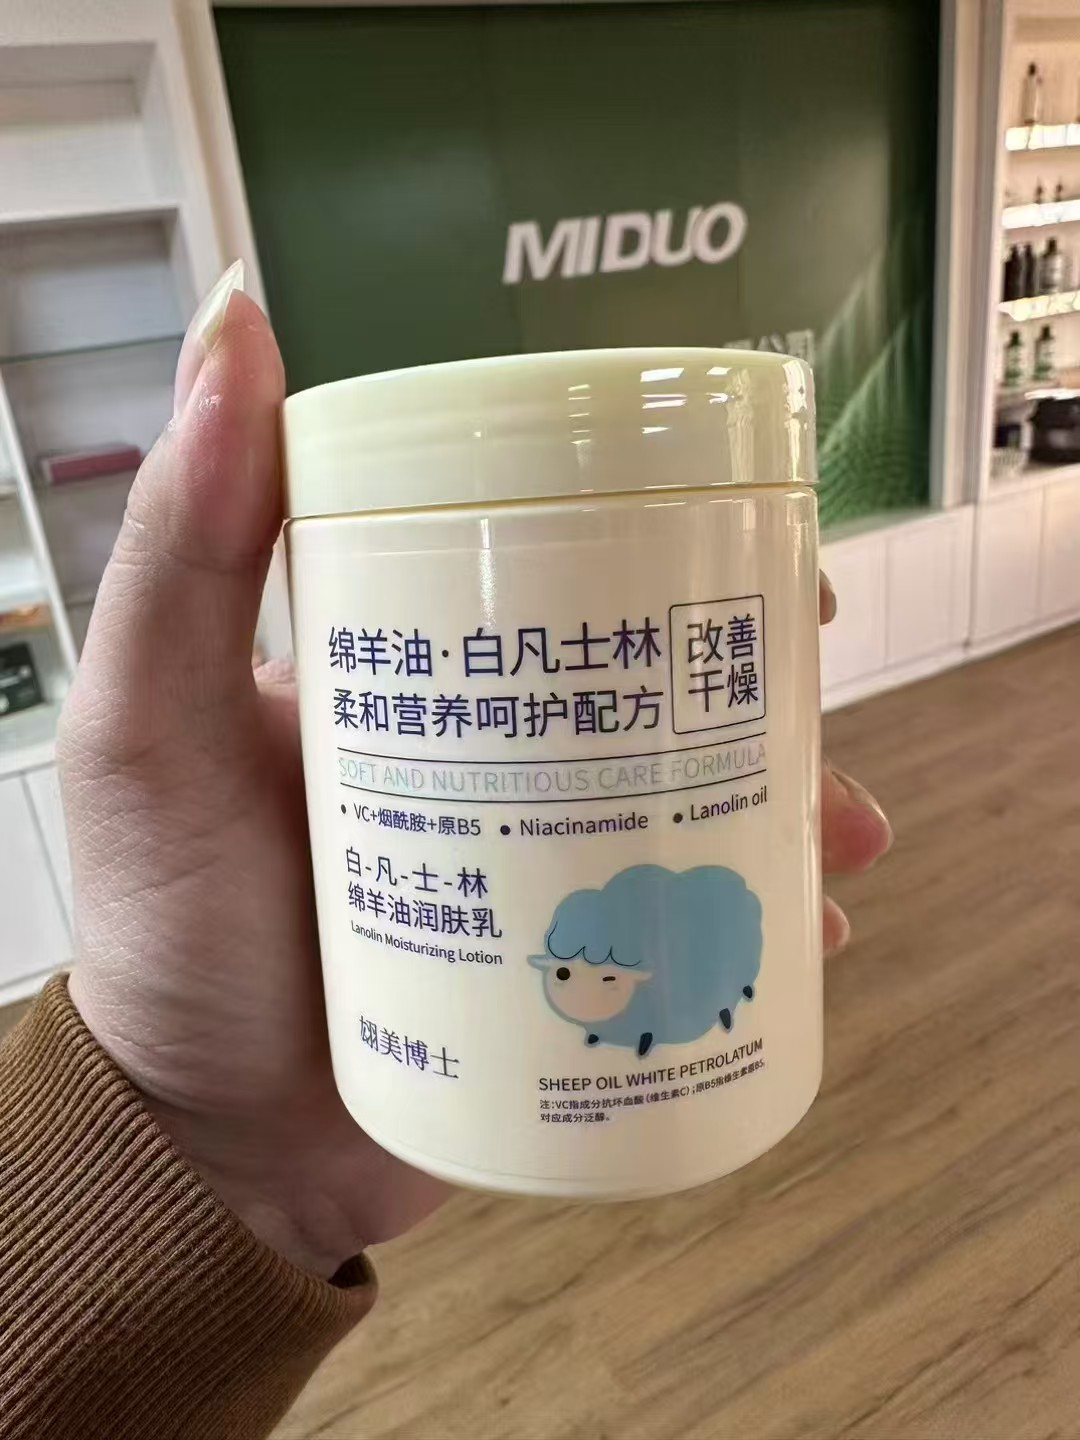 MIDUO
绵羊油·白凡士林
柔和营养呵护配方
改善
干燥
SOFT AND NUTRITIOUS CARE FORMULA
• VC+烟酰胺+原B5 • Niacinamide • Lanolin oil
白-凡-士-林
绵羊油润肤乳
Lanolin Moisturizing Lotion
翃美博士
SHEEP OIL WHITE PETROLATUM
注:VC指成分抗坏血酸(维生素C);原B5指维生素原B5,
对应成分泛醇。